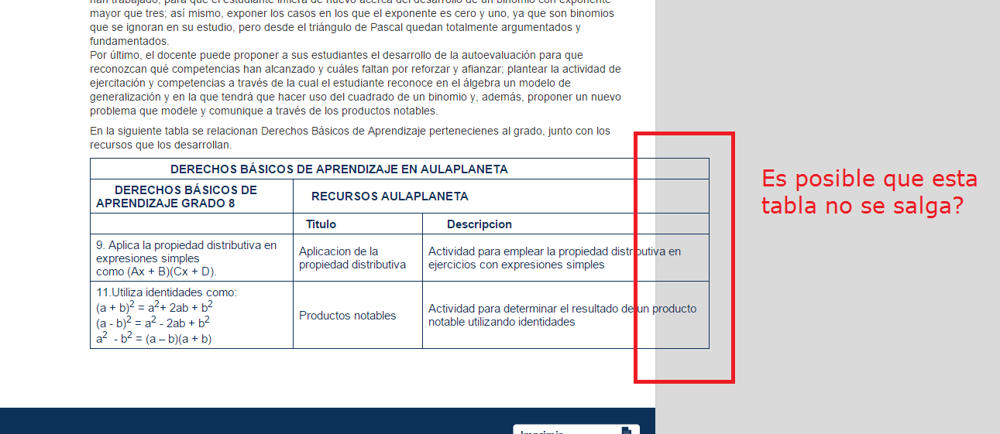 han trabajado, para que el estudiante infiera de nuevo acerca del desarrollo de un binomio con exponente
mayor que tres; así mismo, exponer los casos en los que el exponente es cero y uno, ya que son binomios
que se ignoran en su estudio, pero desde el triángulo de Pascal quedan totalmente argumentados y
fundamentados.
Por último, el docente puede proponer a sus estudiantes el desarrollo de la autoevaluación para que
reconozcan qué competencias han alcanzado y cuáles faltan por reforzar y afianzar; plantear la actividad de
ejercitación y competencias a través de la cual el estudiante reconoce en el álgebra un modelo de
generalización y en la que tendrá que hacer uso del cuadrado de un binomio y, además, proponer un nuevo
problema que modele y comunique a través de los productos notables.
En la siguiente tabla se relacionan Derechos Básicos de Aprendizaje pertenecienes al grado, junto con los
recursos que los desarrollan.
DERECHOS BÁSICOS DE APRENDIZAJE EN AULAPLANETA
DERECHOS BÁSICOS DE
APRENDIZAJE GRADO 8
RECURSOS AULAPLANETA
Titulo
Descripcion
9. Aplica la propiedad distributiva en
expresiones simples
como (Ax + B)(Cx + D).
Aplicacion de la
propiedad distributiva
Actividad para emplear la propiedad distributiva en
ejercicios con expresiones simples
11.Utiliza identidades como:
(a + b)² = a²+ 2ab + b²
(a - b)² = a² - 2ab + b²
a² - b² = (a – b)(a + b)
Productos notables
Actividad para determinar el resultado de un producto
notable utilizando identidades
Es posible que esta
tabla no se salga?
Imprimir